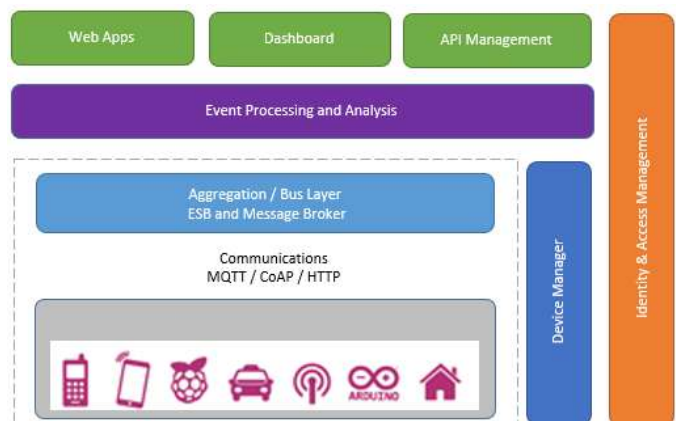 Web Apps
Dashboard
API Management
Event Processing and Analysis
Aggregation / Bus Layer
ESB and Message Broker
Communications
MQTT / CoAP / HTTP
ARDUINO
Device Manager
Identity & Access Management